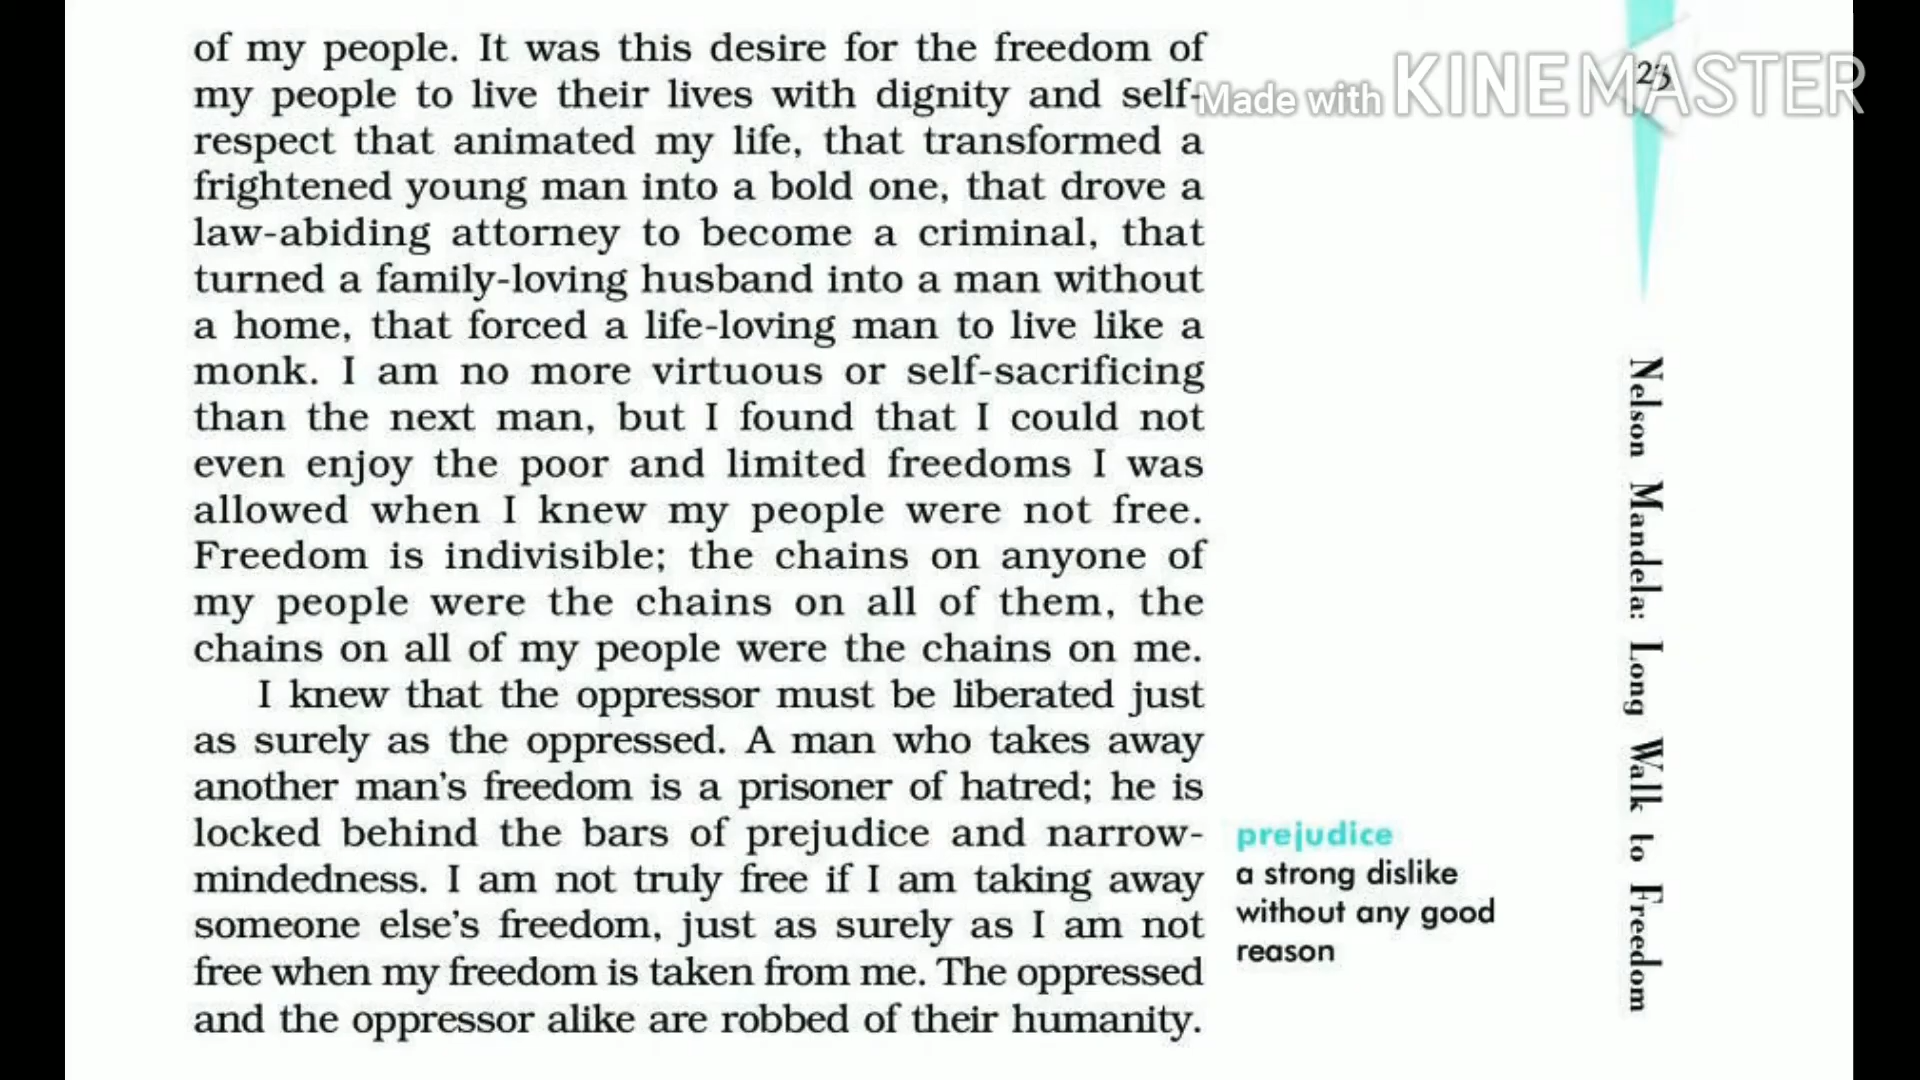 of my people. It was this desire for the freedom of
my people to live their lives with dignity and self-
respect that animated my life, that transformed a
frightened young man into a bold one, that drove a
law-abiding attorney to become a criminal, that
turned a family-loving husband into a man without
a home, that forced a life-loving man to live like a
monk. I am no more virtuous or self-sacrificing
than the next man, but I found that I could not
even enjoy the poor and limited freedoms I was
allowed when I knew my people were not free.
Freedom is indivisible; the chains on anyone of
my people were the chains on all of them, the
chains on all of my people were the chains on me.
I knew that the oppressor must be liberated just
as surely as the oppressed. A man who takes away
another man's freedom is a prisoner of hatred; he is
locked behind the bars of prejudice and narrow-
mindedness. I am not truly free if I am taking away
someone else's freedom, just as surely as I am not
free when my freedom is taken from me. The oppressed
and the oppressor alike are robbed of their humanity.
prejudice
a strong dislike
without any good
reason
23
Made with KINEMASTER
Nelson Mandela: Long Walk to Freedom